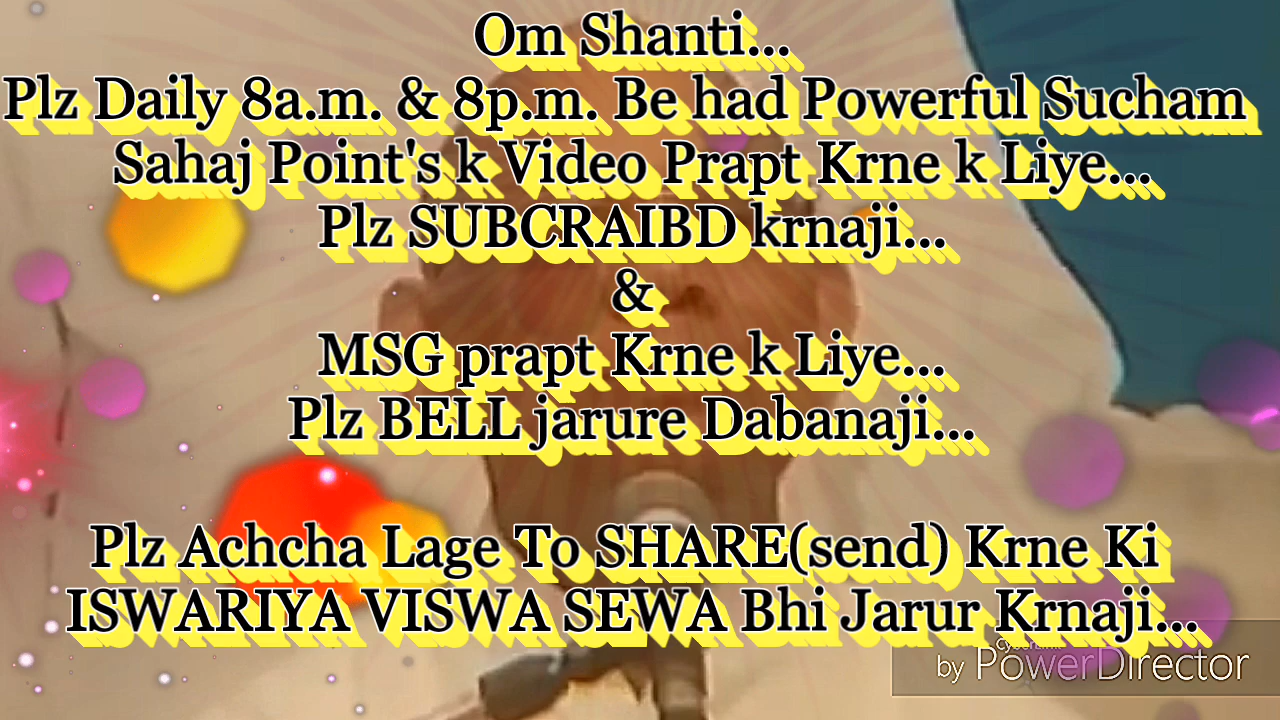 Om Shanti...
Plz Daily 8a.m. & 8p.m. Be had Powerful Sucham
Sahaj Point's k Video Prapt Krne k Liye...
Plz SUBCRAIBD krnaji...
&
MSG prapt Krne k Liye...
Plz BELL jarure Dabanaji...
Plz Achcha Lage To SHARE(send) Krne Ki
ISWARIYA VISWA SEWA Bhi Jarur Krnaji...
CyberLink
by PowerDirector